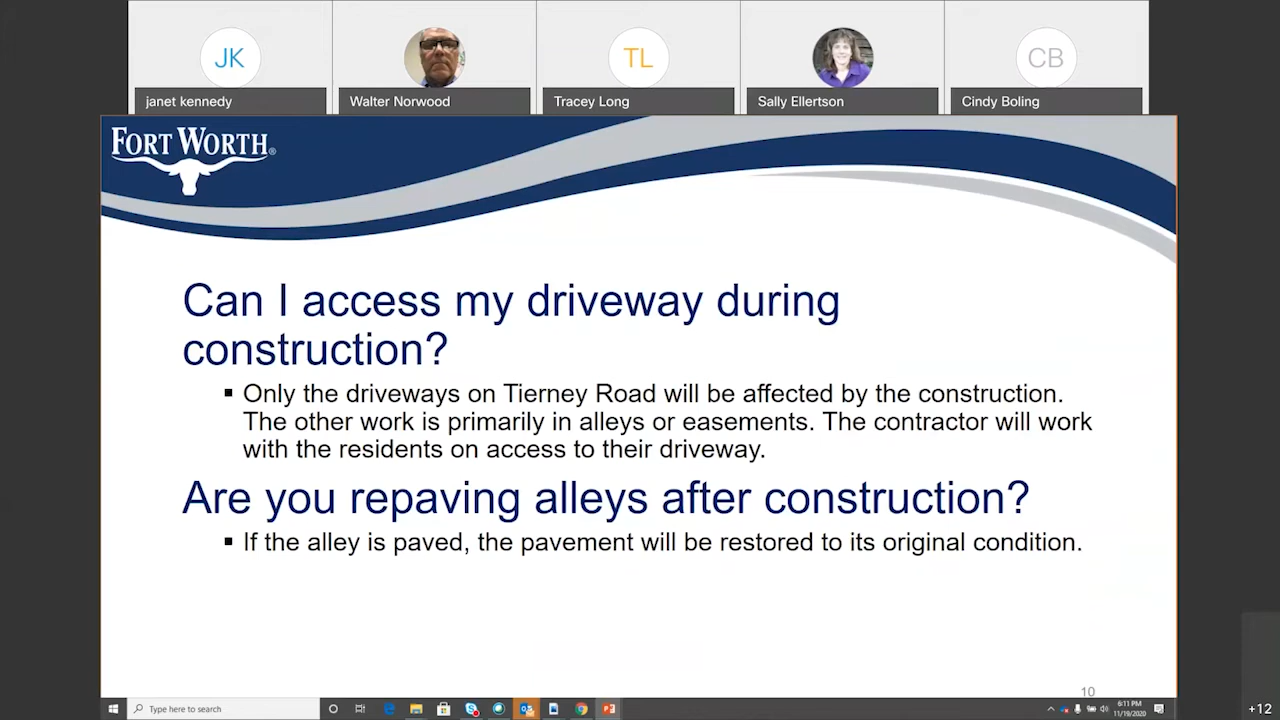 JK
TL
CB
janet kennedy
Walter Norwood
Tracey Long
Sally Ellertson
Cindy Boling
FORT WORTH®
Can I access my driveway during
construction?
▪ Only the driveways on Tierney Road will be affected by the construction.
The other work is primarily in alleys or easements. The contractor will work
with the residents on access to their driveway.
Are you repaving alleys after construction?
▪ If the alley is paved, the pavement will be restored to its original condition.
10
Type here to search
6:11 PM
11/19/2020
+12